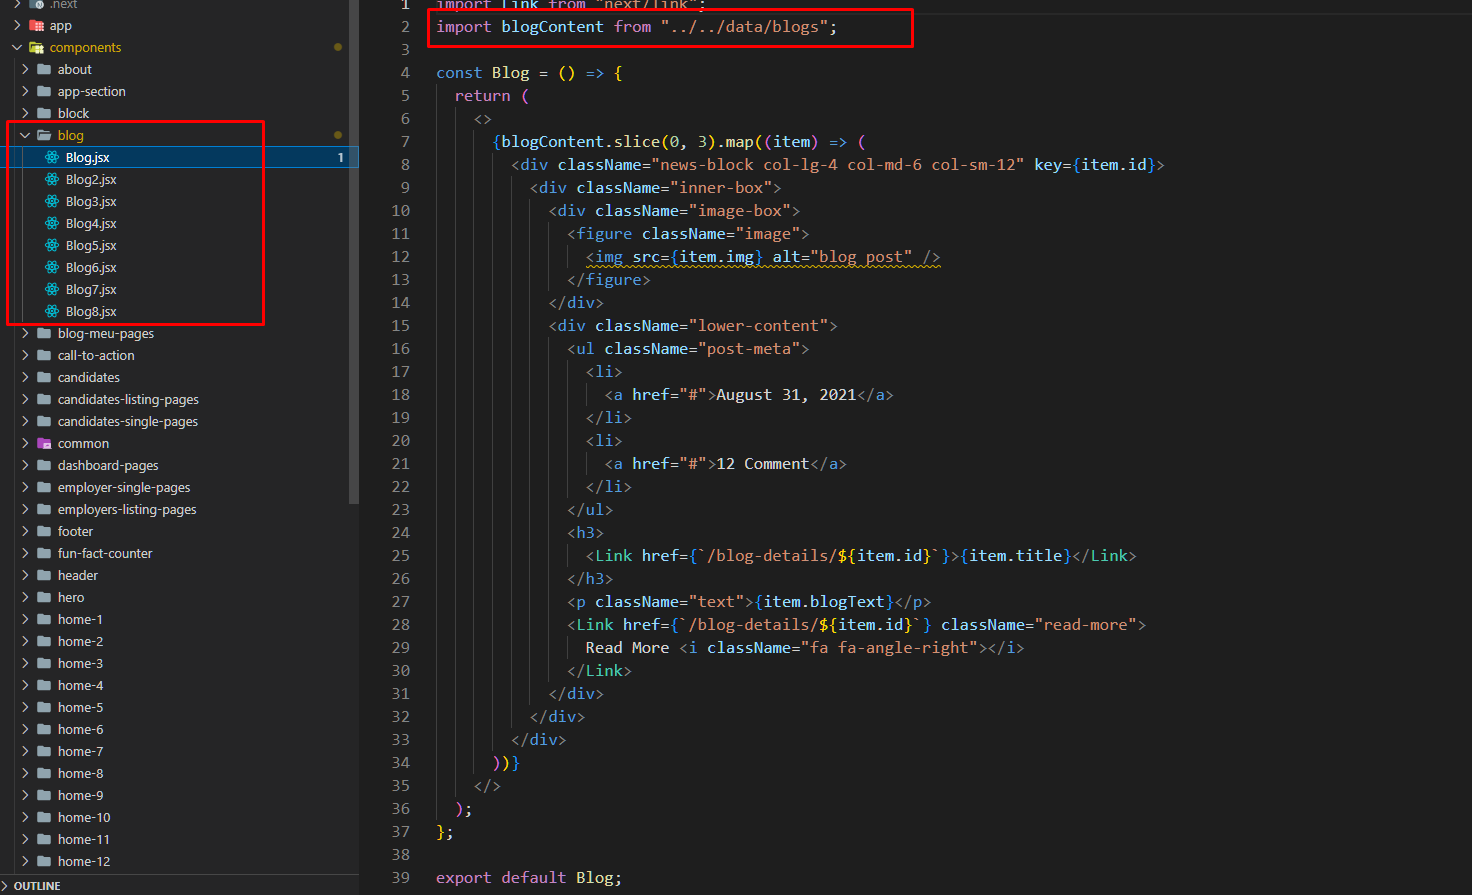 .next
app
components
about
app-section
block
blog
Blog.jsx 1
Blog2.jsx
Blog3.jsx
Blog4.jsx
Blog5.jsx
Blog6.jsx
Blog7.jsx
Blog8.jsx
blog-meu-pages
call-to-action
candidates
candidates-listing-pages
candidates-single-pages
common
dashboard-pages
employer-single-pages
employers-listing-pages
footer
fun-fact-counter
header
hero
home-1
home-2
home-3
home-4
home-5
home-6
home-7
home-8
home-9
home-10
home-11
home-12
OUTLINE
1 import Link from "next/link";
2 import blogContent from "../../data/blogs";
3
4 const Blog = () => {
5 return (
6 <>
7 {blogContent.slice(0, 3).map((item) => (
8 <div className="news-block col-lg-4 col-md-6 col-sm-12" key={item.id}>
9 <div className="inner-box">
10 <div className="image-box">
11 <figure className="image">
12 <img src={item.img} alt="blog post" />
13 </figure>
14 </div>
15 <div className="lower-content">
16 <ul className="post-meta">
17 <li>
18 <a href="#">August 31, 2021</a>
19 </li>
20 <li>
21 <a href="#">12 Comment</a>
22 </li>
23 </ul>
24 <h3>
25 <Link href={`/blog-details/${item.id}`}>{item.title}</Link>
26 </h3>
27 <p className="text">{item.blogText}</p>
28 <Link href={`/blog-details/${item.id}`} className="read-more">
29 Read More <i className="fa fa-angle-right"></i>
30 </Link>
31 </div>
32 </div>
33 </div>
34 ))}
35 </>
36 );
37 };
38
39 export default Blog;